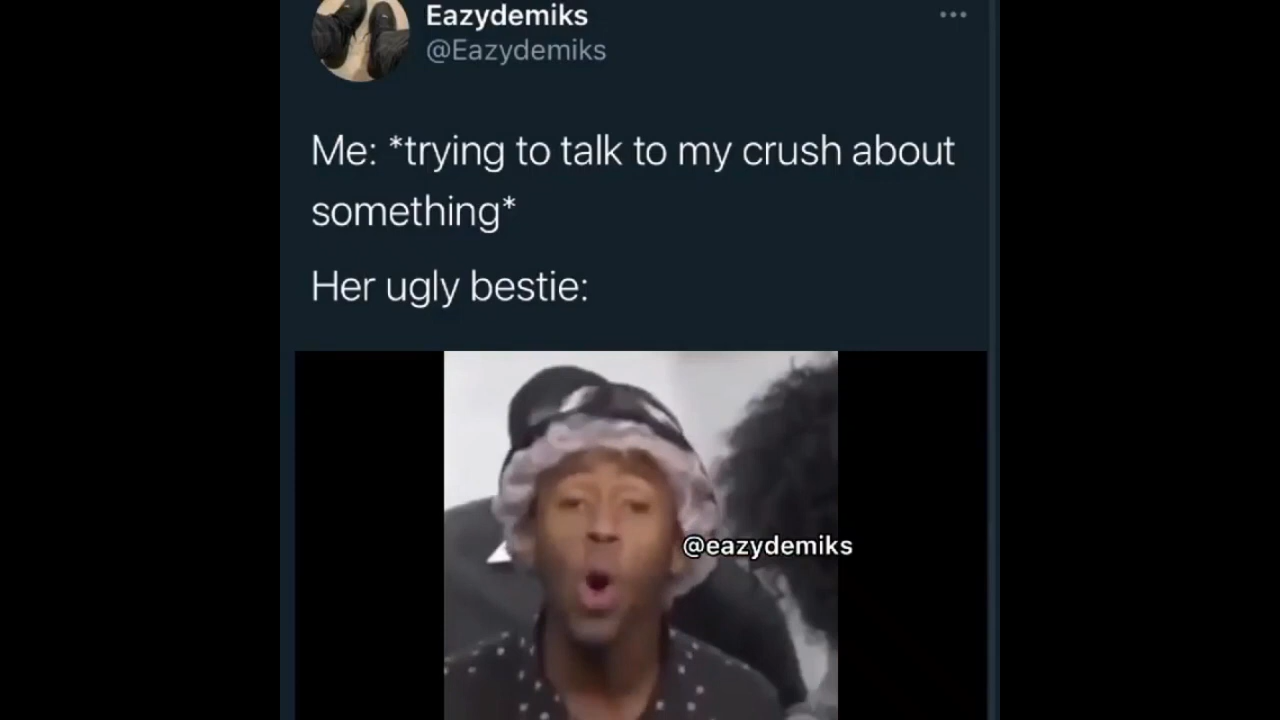 Eazydemiks
@Eazydemiks
Me: *trying to talk to my crush about
something*
Her ugly bestie:
@eazydemiks